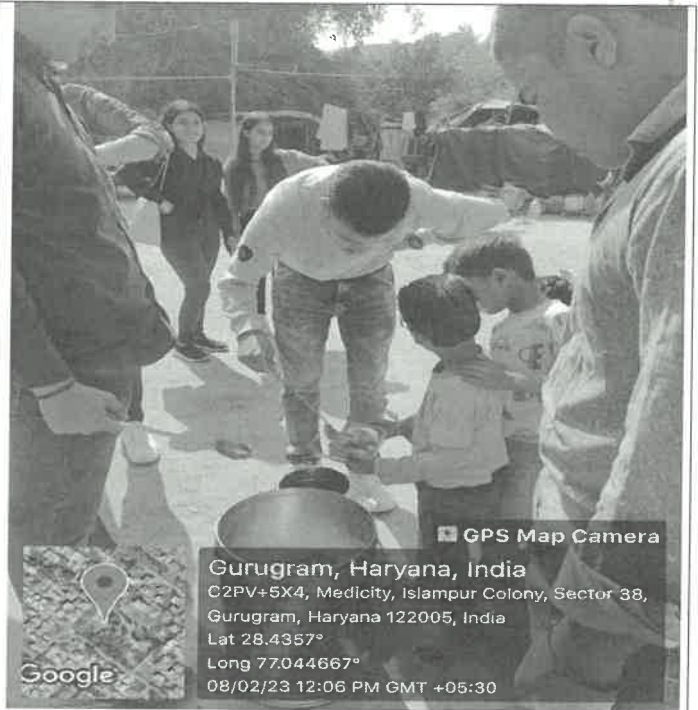 GPS Map Camera
Gurugram, Haryana, India
C2PV+5X4, Medicity, Islampur Colony, Sector 38,
Gurugram, Haryana 122005, India
Lat 28.4357°
Long 77.044667°
08/02/23 12:06 PM GMT +05:30
Google